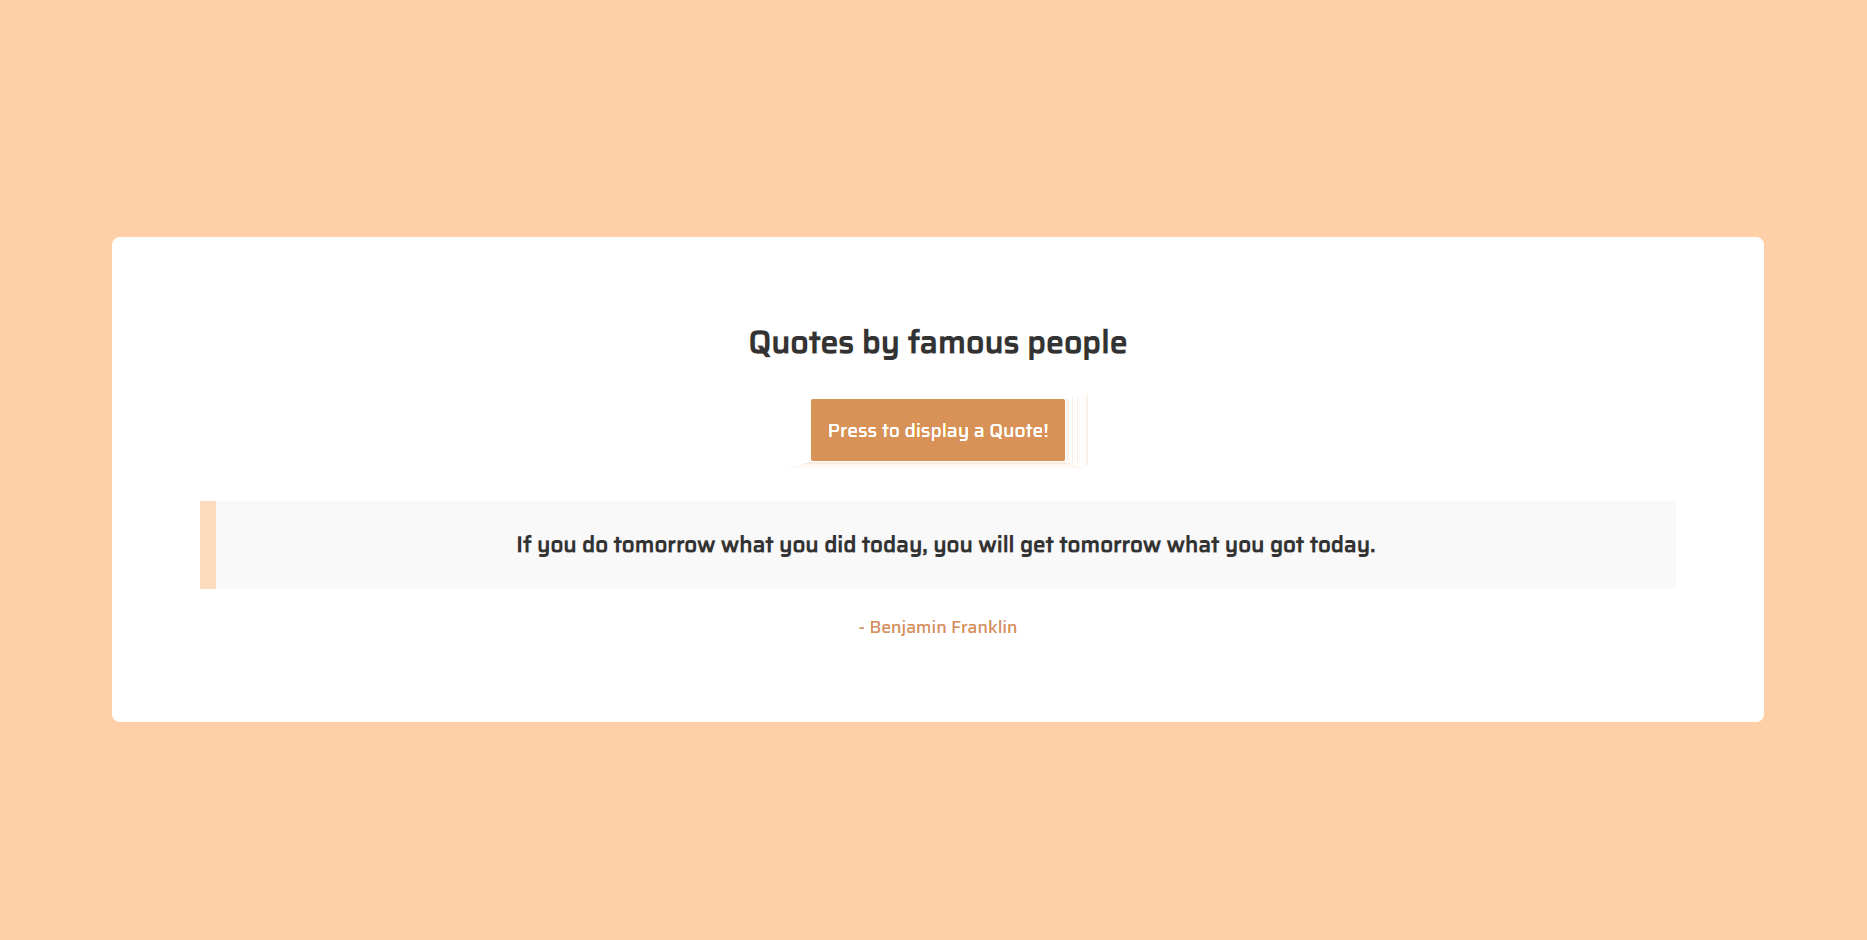 Quotes by famous people
Press to display a Quote!
If you do tomorrow what you did today, you will get tomorrow what you got today.
- Benjamin Franklin